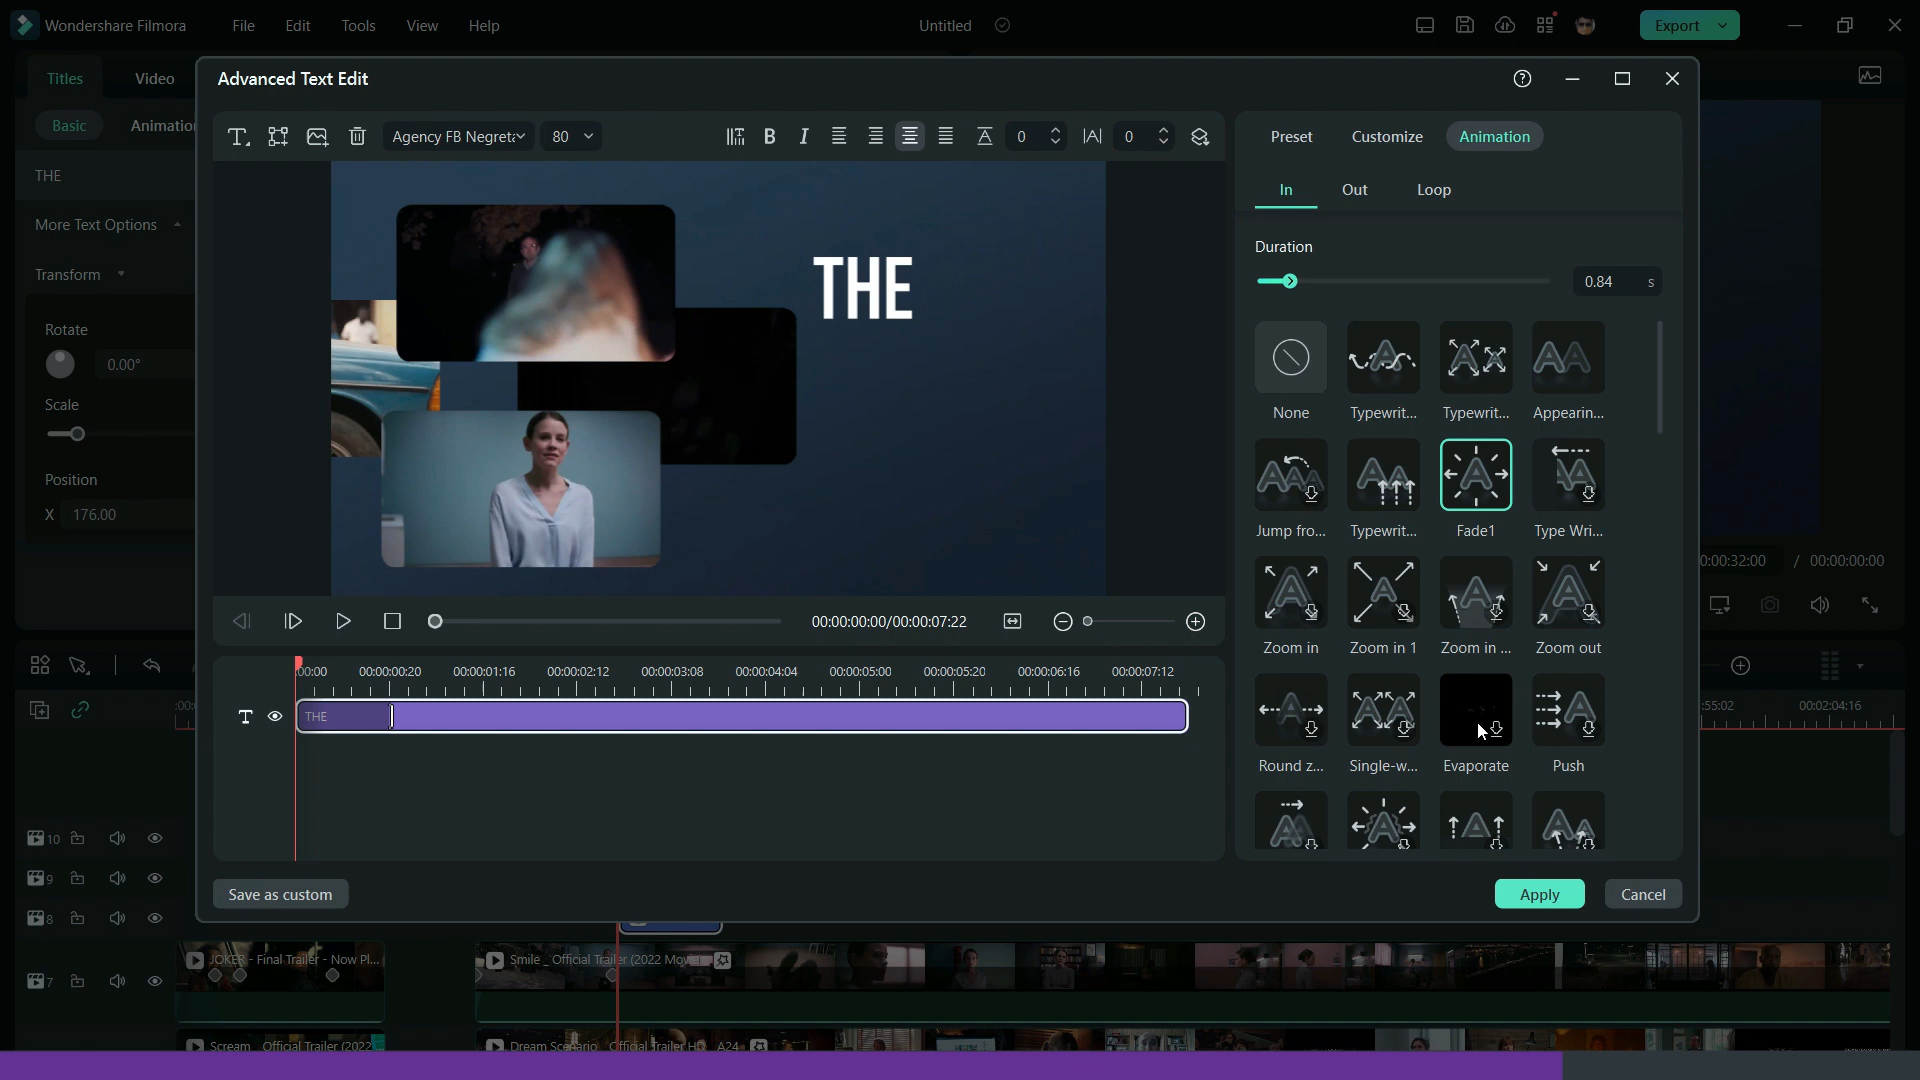 Wondershare Filmora
File
Edit
Tools
View
Help
Untitled
Export
Titles
Video
Basic
Animatio
THE
More Text Options
Transform
Rotate
0.00°
Scale
Position
X 176.00
Advanced Text Edit
Agency FB Negreta
80
0
0
THE
00:00:00:00/00:00:07:22
:00:00
00:00:00:20
00:00:01:16
00:00:02:12
00:00:03:08
00:00:04:04
00:00:05:00
00:00:05:20
00:00:06:16
00:00:07:12
THE
Preset
Customize
Animation
In
Out
Loop
Duration
0.84 s
None
Typewrit...
Typewrit...
Appearin...
Jump fro...
Typewrit...
Fade1
Type Wri...
Zoom in
Zoom in 1
Zoom in ...
Zoom out
Round z...
Single-w...
Evaporate
Push
Save as custom
Apply
Cancel
0:00:32:00 / 00:00:00:00
:55:02
00:02:04:16
:00:
10
9
8
7
JOKER - Final Trailer - Now Pl...
Smile _ Official Trailer (2022 Movie)
Scream _ Official Trailer (2022
Dream Scenario _ Official Trailer HD _ A24